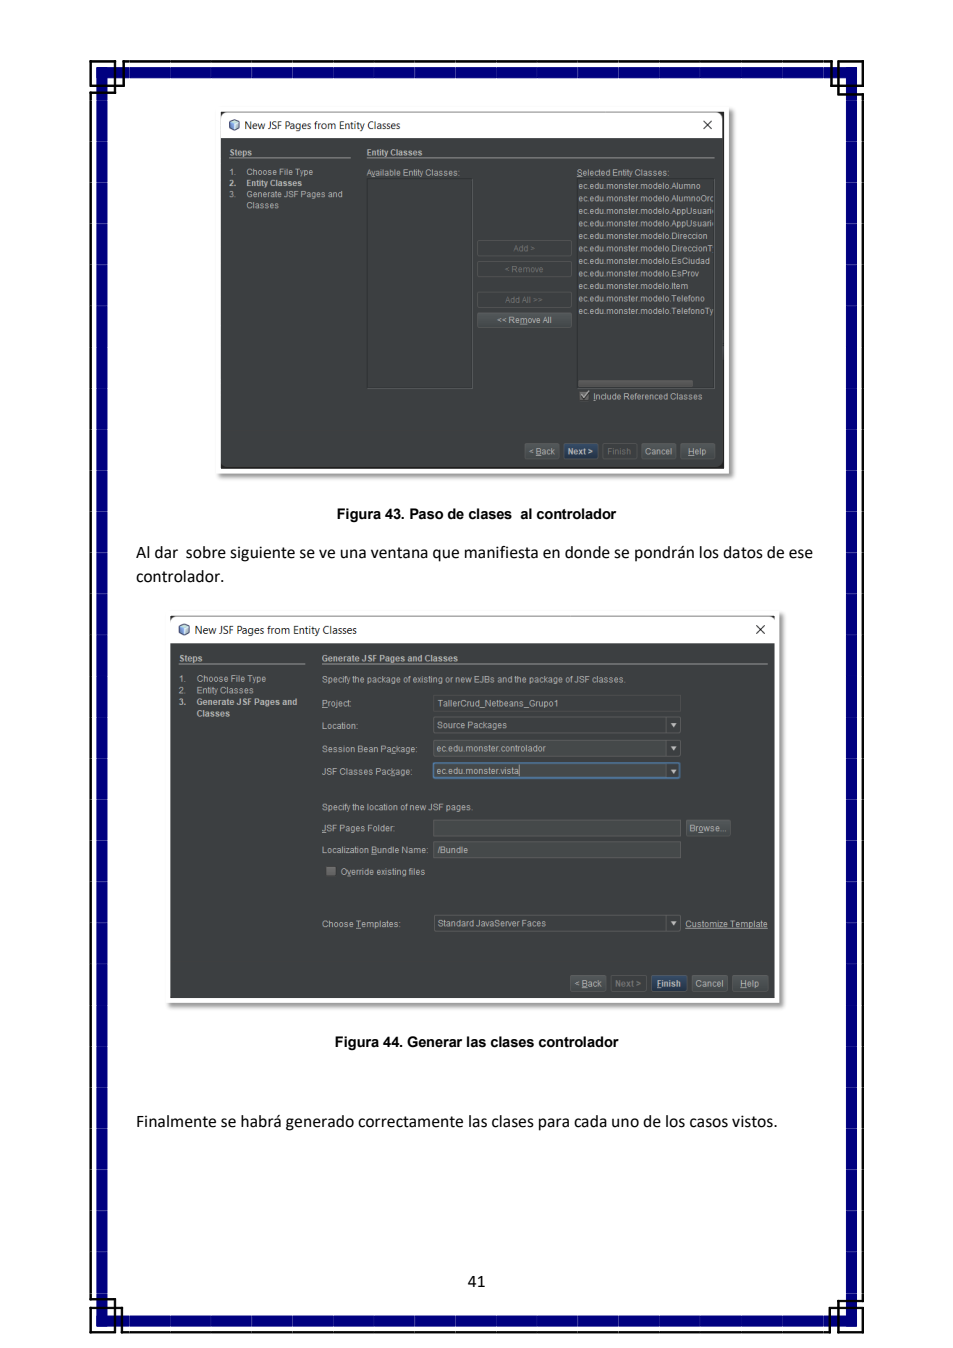 New JSF Pages from Entity Classes
Steps
1. Choose File Type
2. Entity Classes
3. Generate JSF Pages and
Classes
Entity Classes
Available Entity Classes:
Selected Entity Classes:
ec.edu.monster.modelo.Alumno
ec.edu.monster.modelo.AlumnoOrd
ec.edu.monster.modelo.AppUsuari
ec.edu.monster.modelo.AppUsuari
ec.edu.monster.modelo.Direccion
ec.edu.monster.modelo.DireccionT
ec.edu.monster.modelo.EsCiudad
ec.edu.monster.modelo.EsProv
ec.edu.monster.modelo.Item
ec.edu.monster.modelo.Telefono
ec.edu.monster.modelo.TelefonoTy
Add >
< Remove
Add All >>
<< Remove All
Include Referenced Classes
< Back Next > Finish Cancel Help
Figura 43. Paso de clases al controlador
Al dar sobre siguiente se ve una ventana que manifiesta en donde se pondrán los datos de ese
controlador.
New JSF Pages from Entity Classes
Steps
1. Choose File Type
2. Entity Classes
3. Generate JSF Pages and
Classes
Generate JSF Pages and Classes
Specify the package of existing or new EJBs and the package of JSF classes.
Project: TallerCrud_Netbeans_Grupo1
Location: Source Packages
Session Bean Package: ec.edu.monster.controlador
JSF Classes Package: ec.edu.monster.vista
Specify the location of new JSF pages.
JSF Pages Folder: Browse...
Localization Bundle Name: /Bundle
Override existing files
Choose Templates: Standard JavaServer Faces Customize Template
< Back Next > Finish Cancel Help
Figura 44. Generar las clases controlador
Finalmente se habrá generado correctamente las clases para cada uno de los casos vistos.
41